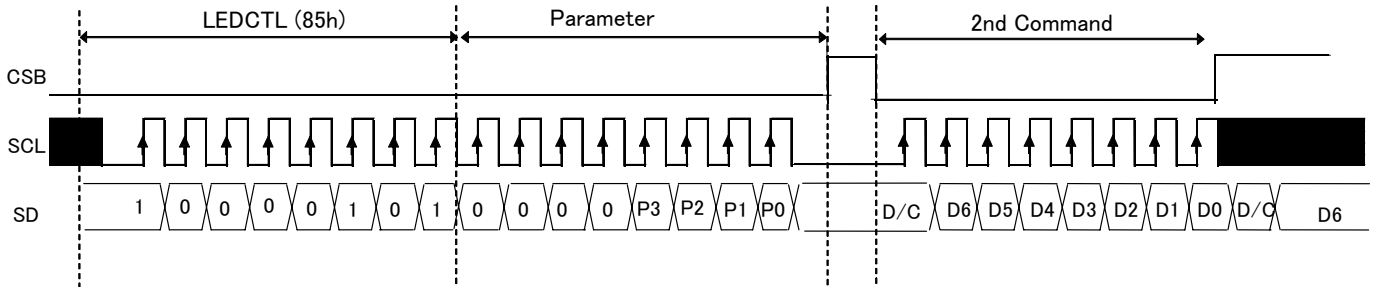 LEDCTL (85h) Parameter 2nd Command
CSB
SCL
SD 1 0 0 0 0 1 0 1 0 0 0 0 P3 P2 P1 P0 D/C D6 D5 D4 D3 D2 D1 D0 D/C D6